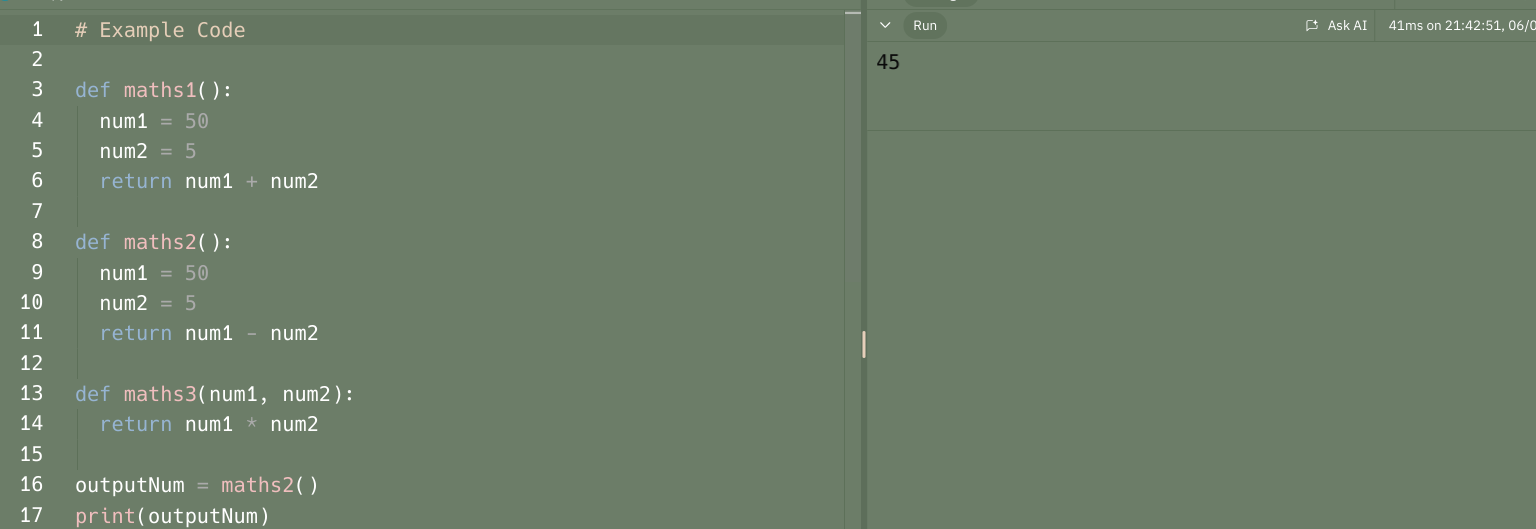 1 # Example Code
2
3 def maths1():
4 num1 = 50
5 num2 = 5
6 return num1 + num2
7
8 def maths2():
9 num1 = 50
10 num2 = 5
11 return num1 - num2
12
13 def maths3(num1, num2):
14 return num1 * num2
15
16 outputNum = maths2()
17 print(outputNum)
Run Ask AI 41ms on 21:42:51, 06/0
45